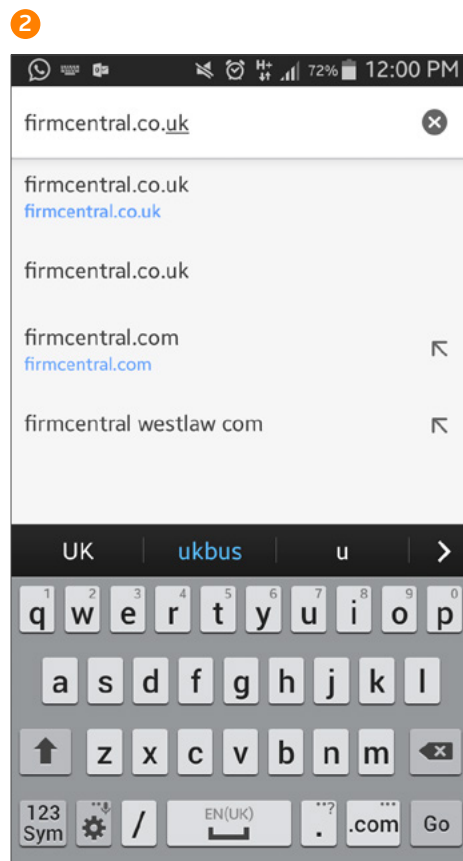 2
H+ 72% 12:00 PM
firmcentral.co.uk
firmcentral.co.uk
firmcentral.co.uk
firmcentral.co.uk
firmcentral.com
firmcentral.com
firmcentral westlaw com
UK ukbus u
1 2 3 4 5 6 7 8 9 0
q w e r t y u i o p
a s d f g h j k l
z x c v b n m
123 EN(UK) ...?
Sym / . .com Go